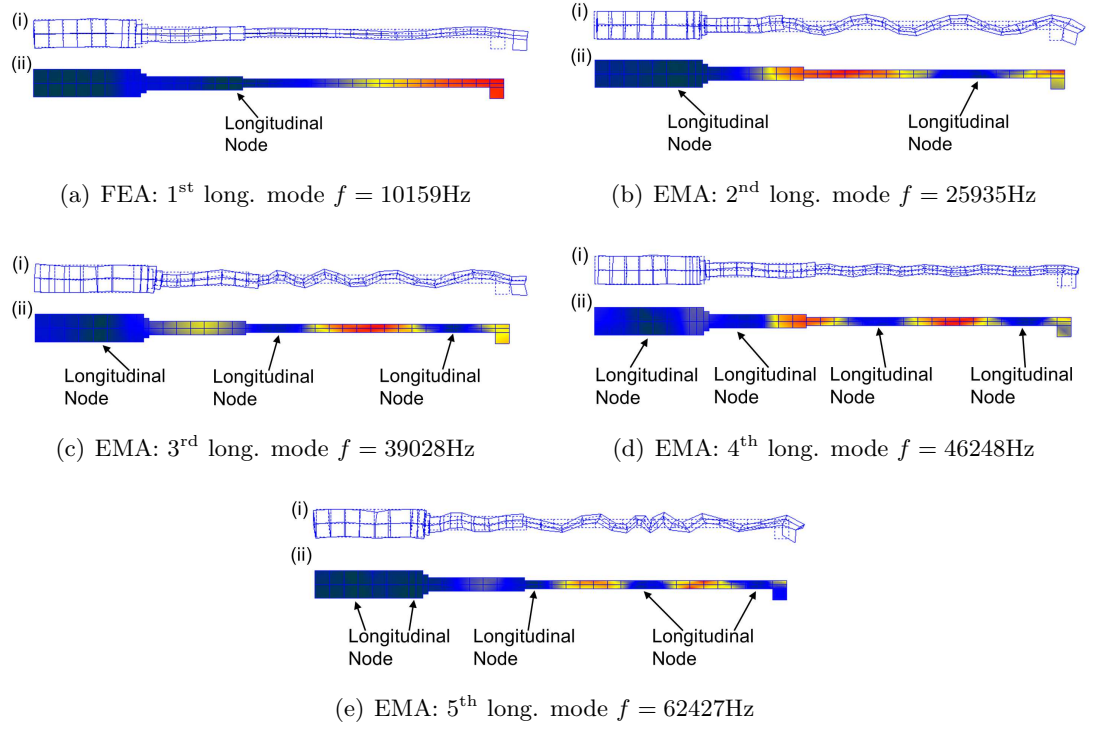 (i)
(ii)
Longitudinal
Node
(a) FEA: 1st long. mode f = 10159Hz
(i)
(ii)
Longitudinal
Node
Longitudinal
Node
(b) EMA: 2nd long. mode f = 25935Hz
(i)
(ii)
Longitudinal
Node
Longitudinal
Node
Longitudinal
Node
(c) EMA: 3rd long. mode f = 39028Hz
(i)
(ii)
Longitudinal
Node
Longitudinal
Node
Longitudinal
Node
Longitudinal
Node
(d) EMA: 4th long. mode f = 46248Hz
(i)
(ii)
Longitudinal
Node
Longitudinal
Node
Longitudinal
Node
(e) EMA: 5th long. mode f = 62427Hz